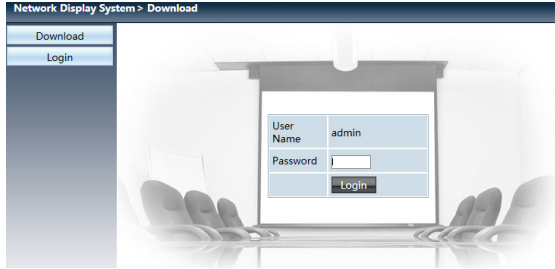 Network Display System > Download
Download
Login
User
Name
admin
Password
Login